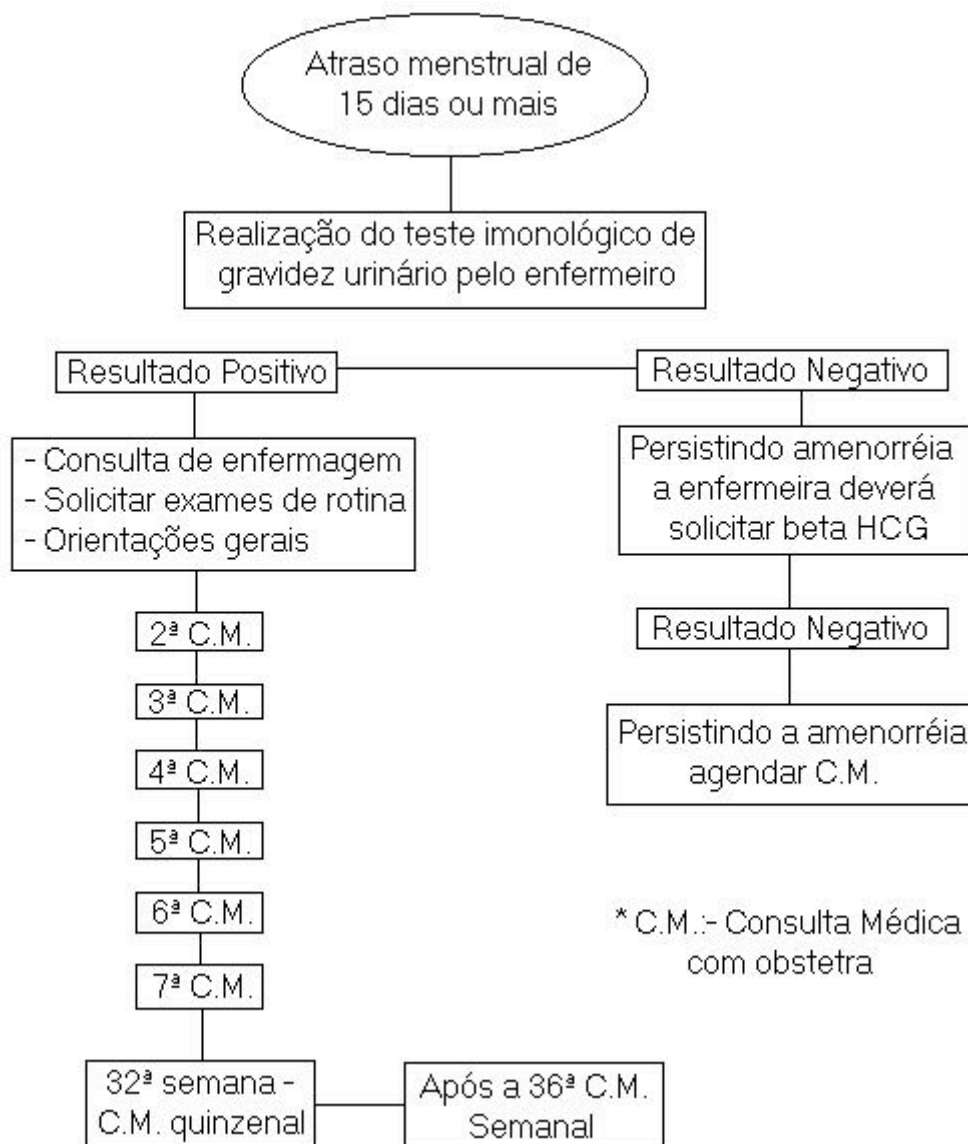 Atraso menstrual de
15 dias ou mais
Realização do teste imonológico de
gravidez urinário pelo enfermeiro
Resultado Positivo
Resultado Negativo
- Consulta de enfermagem
- Solicitar exames de rotina
- Orientações gerais
Persistindo amenorréia
a enfermeira deverá
solicitar beta HCG
2ª C.M.
Resultado Negativo
3ª C.M.
Persistindo a amenorréia
agendar C.M.
4ª C.M.
5ª C.M.
6ª C.M.
7ª C.M.
* C.M.:- Consulta Médica
com obstetra
32ª semana -
C.M. quinzenal
Após a 36ª C.M.
Semanal